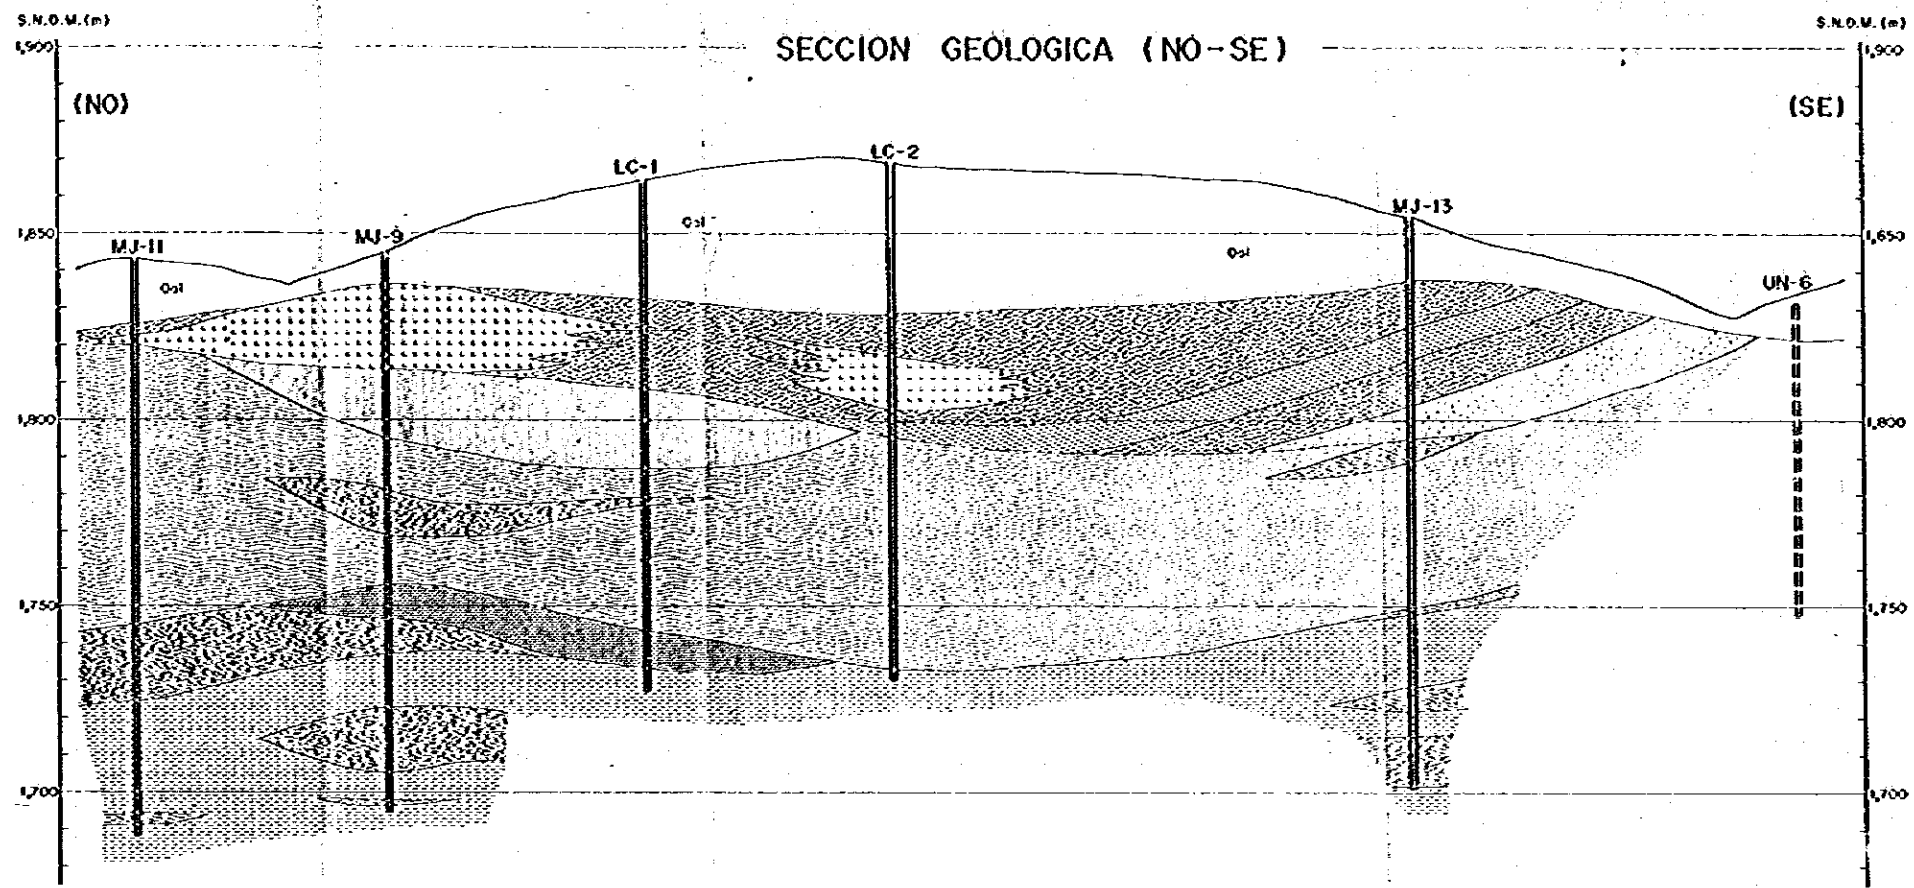 S.N.D.M.(m)
S.N.D.M.(m)
1,900
SECCION GEOLOGICA (NO-SE)
1,900
(NO)
(SE)
LC-2
LC-1
MJ-13
Qal
1,850
MJ-9
1,850
MJ-11
Qal
Qal
UN-6
1,800
1,800
1,750
1,750
1,700
1,700